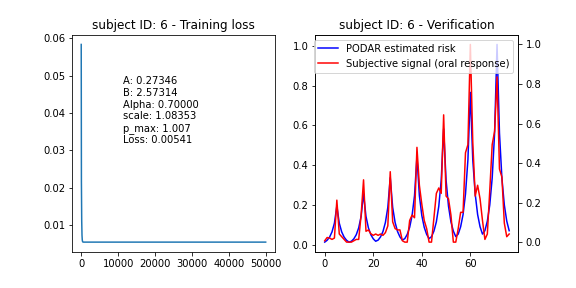 subject ID: 6 - Training loss
0.06
0.05
0.04
0.03
0.02
0.01
A: 0.27346
B: 2.57314
Alpha: 0.70000
scale: 1.08353
p_max: 1.007
Loss: 0.00541
0 10000 20000 30000 40000 50000
subject ID: 6 - Verification
PODAR estimated risk
Subjective signal (oral response)
1.0
0.8
0.6
0.4
0.2
0.0
1.0
0.8
0.6
0.4
0.2
0.0
0 20 40 60